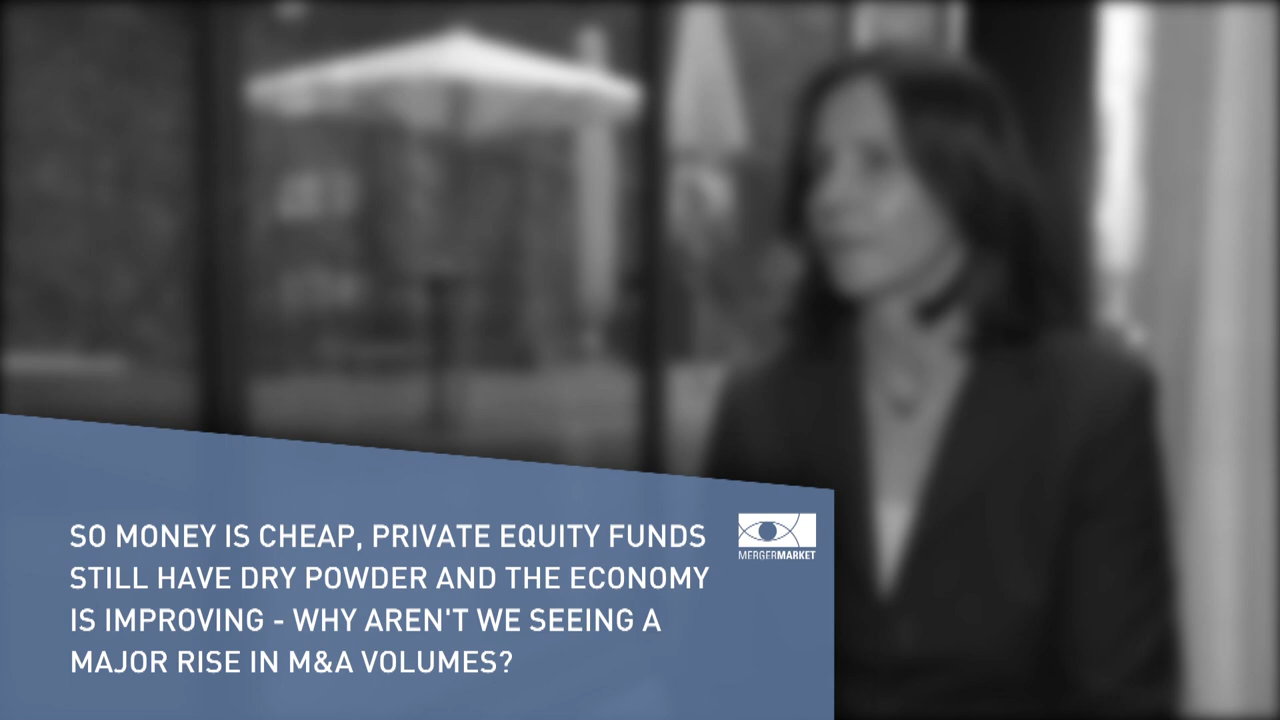 SO MONEY IS CHEAP, PRIVATE EQUITY FUNDS
STILL HAVE DRY POWDER AND THE ECONOMY
IS IMPROVING - WHY AREN'T WE SEEING A
MAJOR RISE IN M&A VOLUMES?
MERGERMARKET